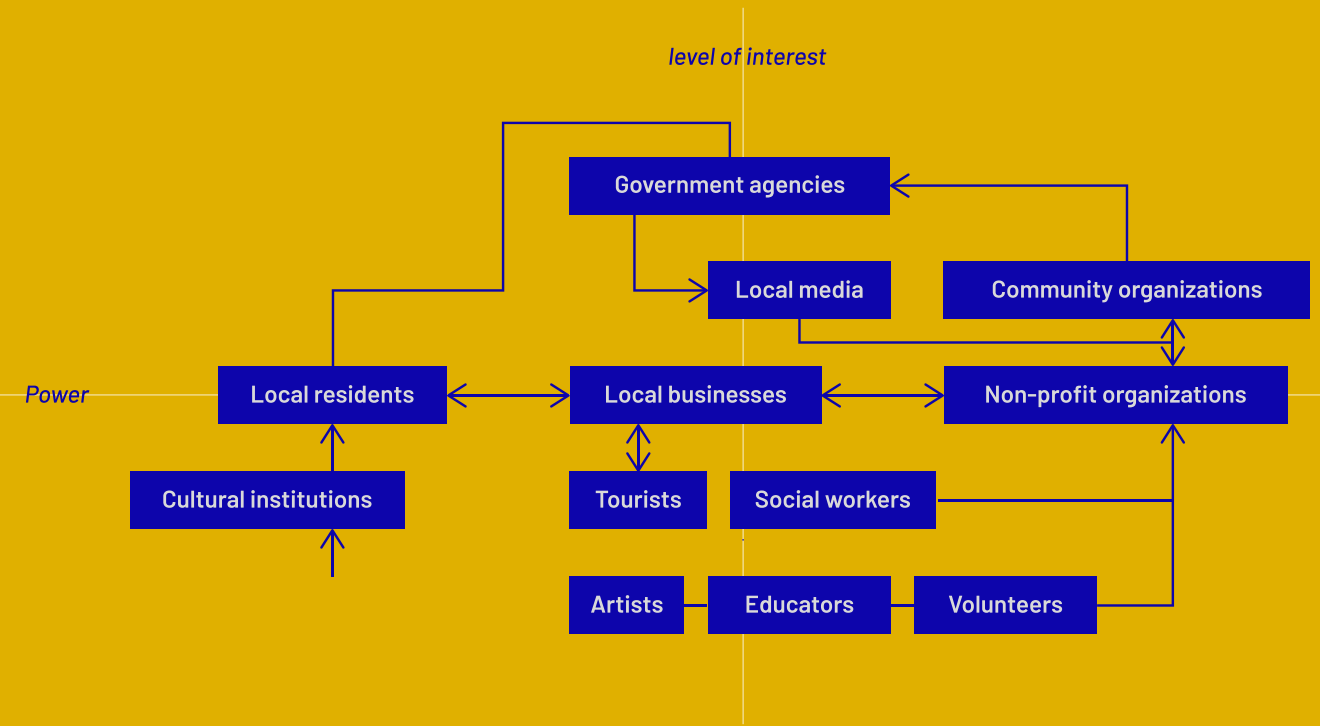 level of interest
Government agencies
Local media
Community organizations
Power
Local residents
Local businesses
Non-profit organizations
Cultural institutions
Tourists
Social workers
Artists
Educators
Volunteers